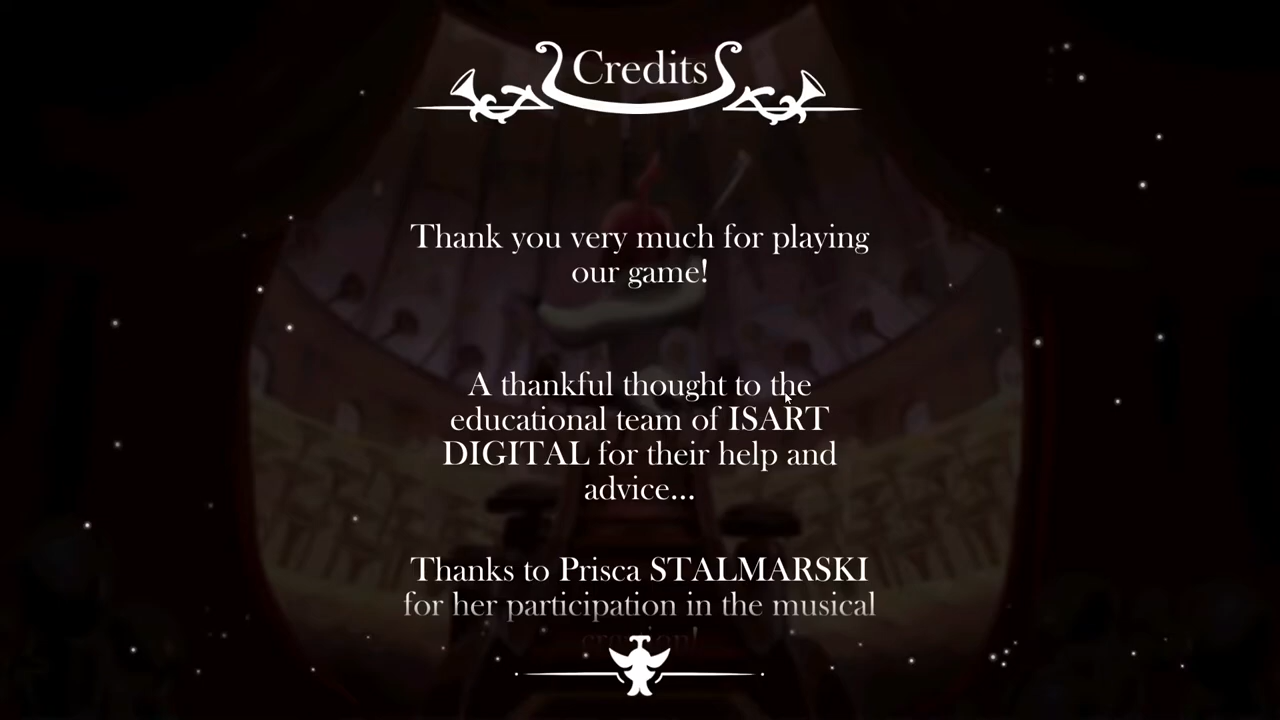 Credits
Thank you very much for playing
our game!
A thankful thought to the
educational team of ISART
DIGITAL for their help and
advice...
Thanks to Prisca STALMARSKI
for her participation in the musical